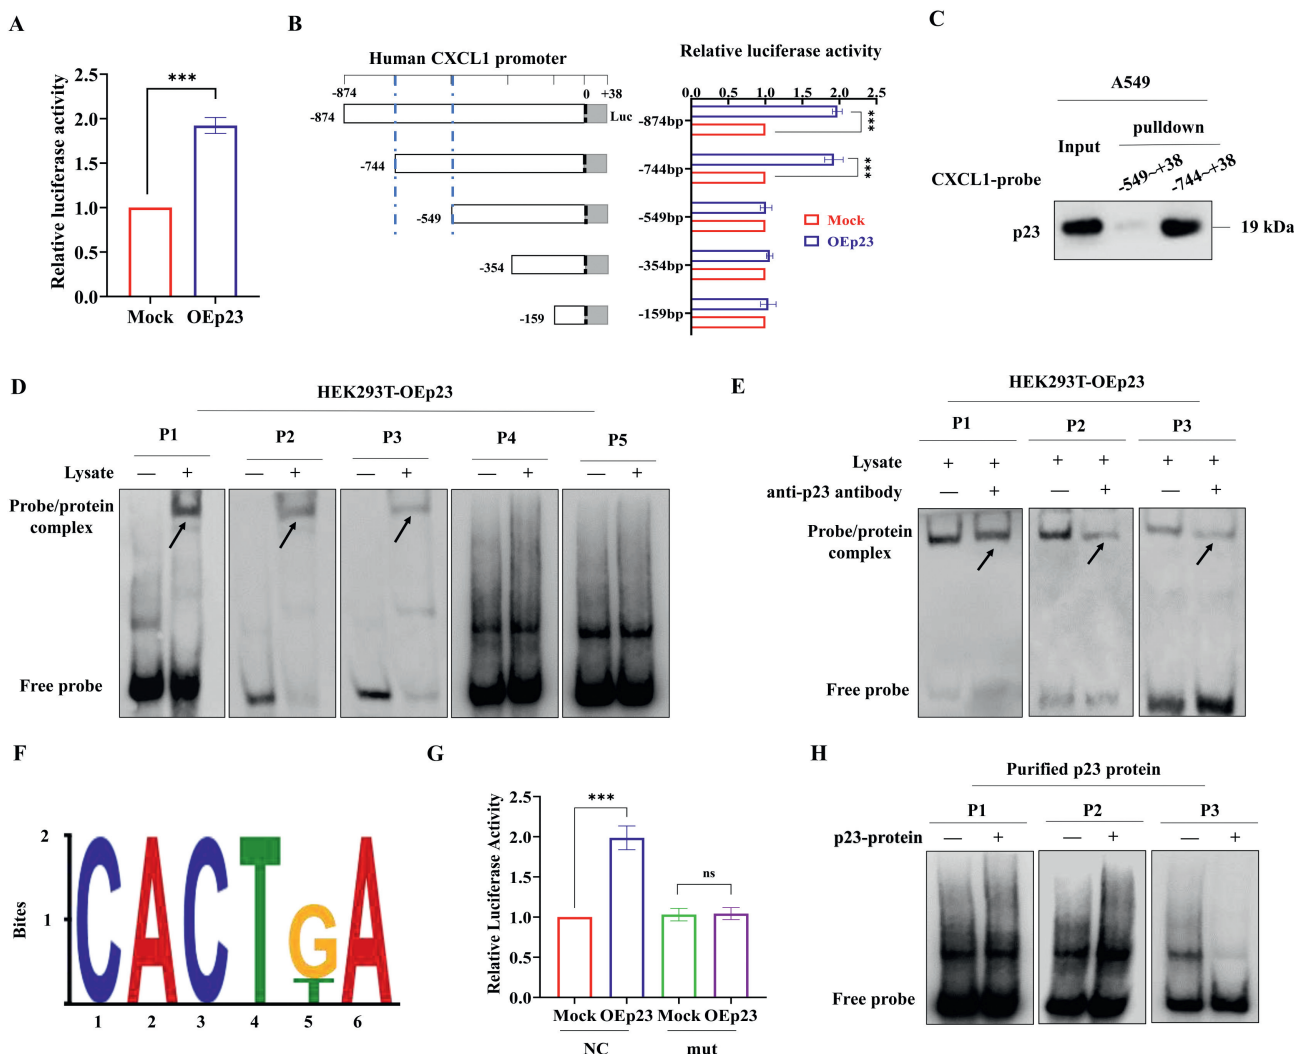 A
Relative luciferase activity
2.5
2.0
1.5
1.0
0.5
0.0
***
Mock OEp23
B
Human CXCL1 promoter
-874 0 +38
-874 Luc
-744
-549
-354
-159
Relative luciferase activity
0.0 0.5 1.0 1.5 2.0 2.5
-874bp ***
-744bp ***
-549bp
-354bp
-159bp
Mock
OEp23
C
A549
pulldown
Input
CXCL1-probe -549~+38 -744~+38
p23 19 kDa
D
HEK293T-OEp23
P1 P2 P3 P4 P5
Lysate — + — + — + — + — +
Probe/protein
complex
Free probe
E
HEK293T-OEp23
P1 P2 P3
Lysate + + + + + +
anti-p23 antibody — + — + — +
Probe/protein
complex
Free probe
F
Bites
2
1
CACTGA
T
1 2 3 4 5 6
G
Relative Luciferase Activity
2.5
2.0
1.5
1.0
0.5
0.0
***
ns
Mock OEp23 Mock OEp23
NC mut
H
Purified p23 protein
P1 P2 P3
p23-protein — + — + — +
Free probe